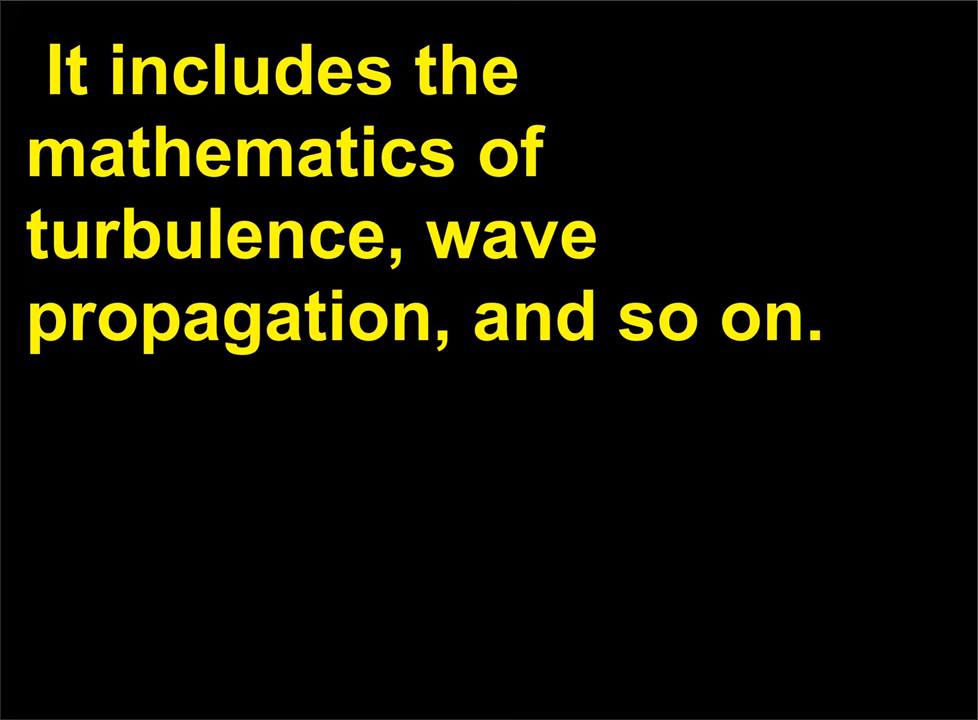 It includes the
mathematics of
turbulence, wave
propagation, and so on.